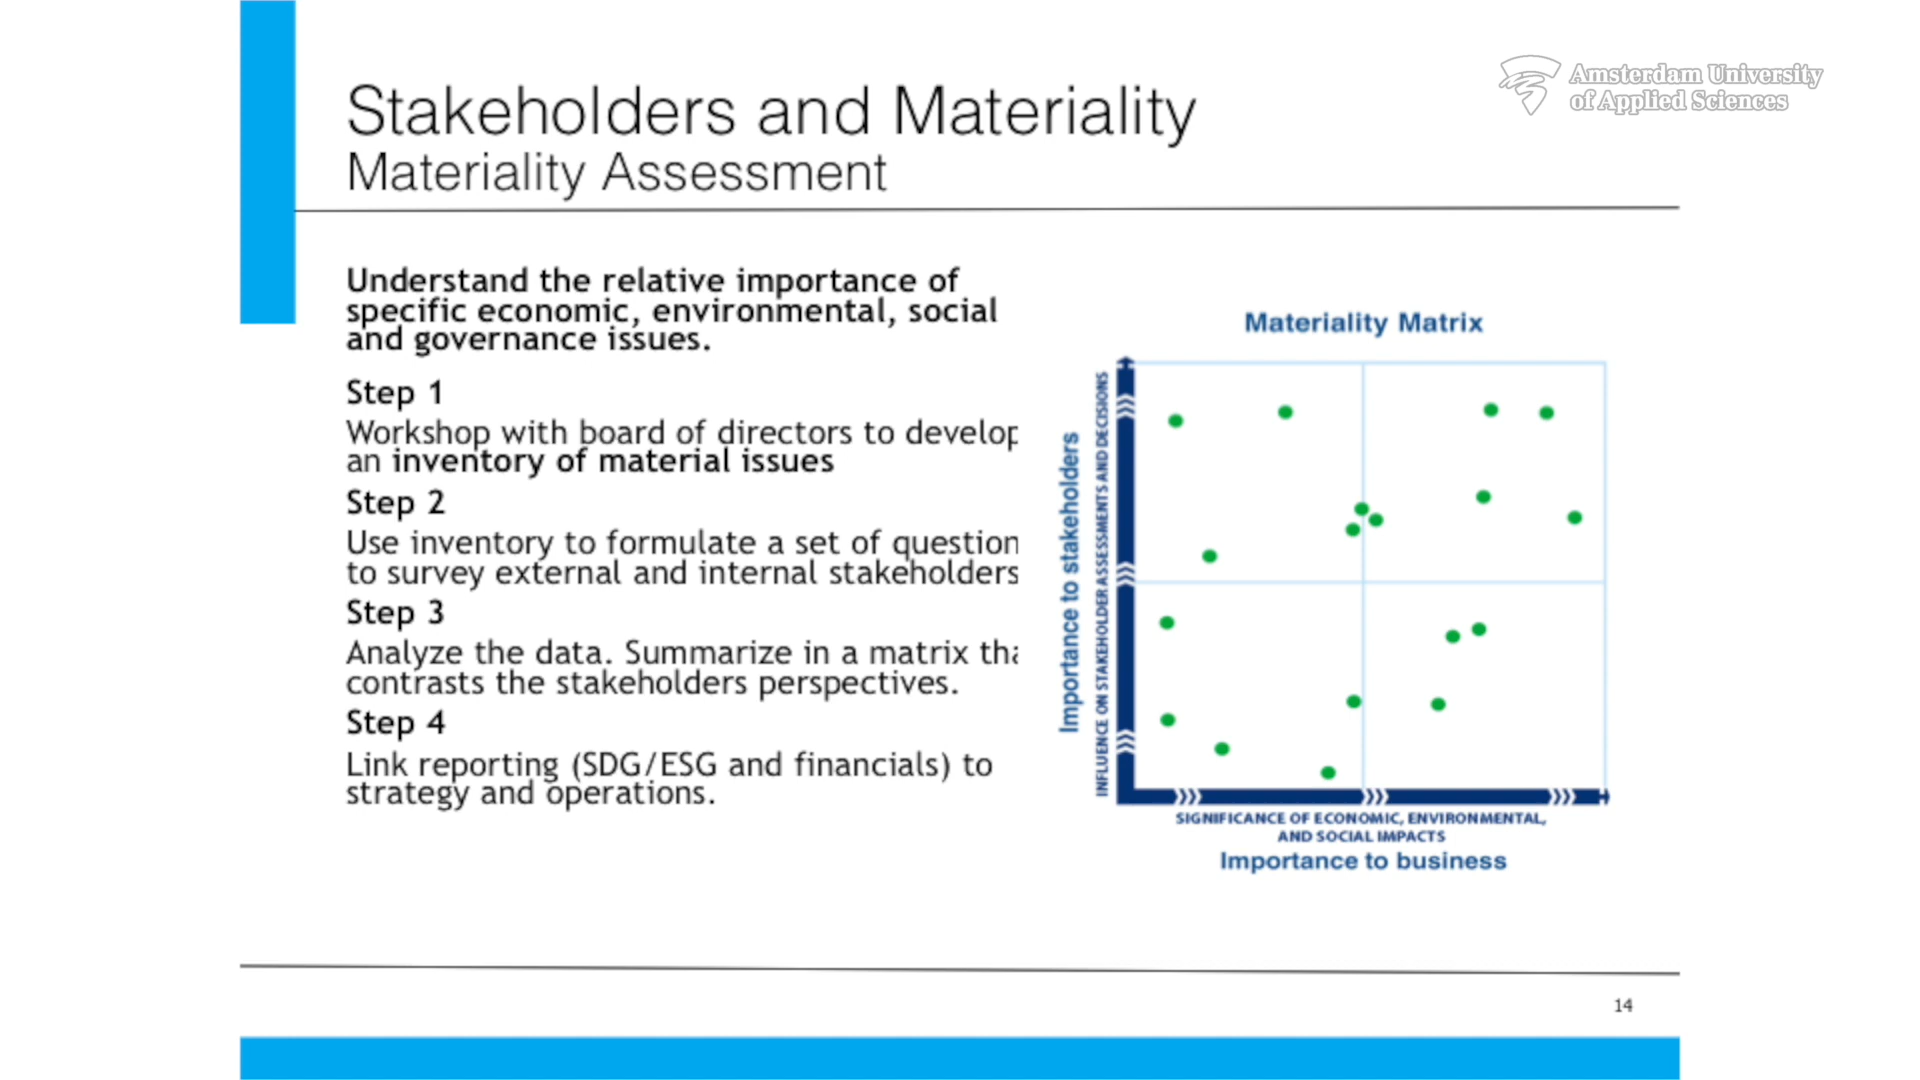 Amsterdam University
of Applied Sciences
Stakeholders and Materiality
Materiality Assessment
Understand the relative importance of
specific economic, environmental, social
and governance issues.
Step 1
Workshop with board of directors to develop
an inventory of material issues
Step 2
Use inventory to formulate a set of question
to survey external and internal stakeholders
Step 3
Analyze the data. Summarize in a matrix tha
contrasts the stakeholders perspectives.
Step 4
Link reporting (SDG/ESG and financials) to
strategy and operations.
Materiality Matrix
Importance to stakeholders
INFLUENCE ON STAKEHOLDER ASSESSMENTS AND DECISIONS
SIGNIFICANCE OF ECONOMIC, ENVIRONMENTAL,
AND SOCIAL IMPACTS
Importance to business
14